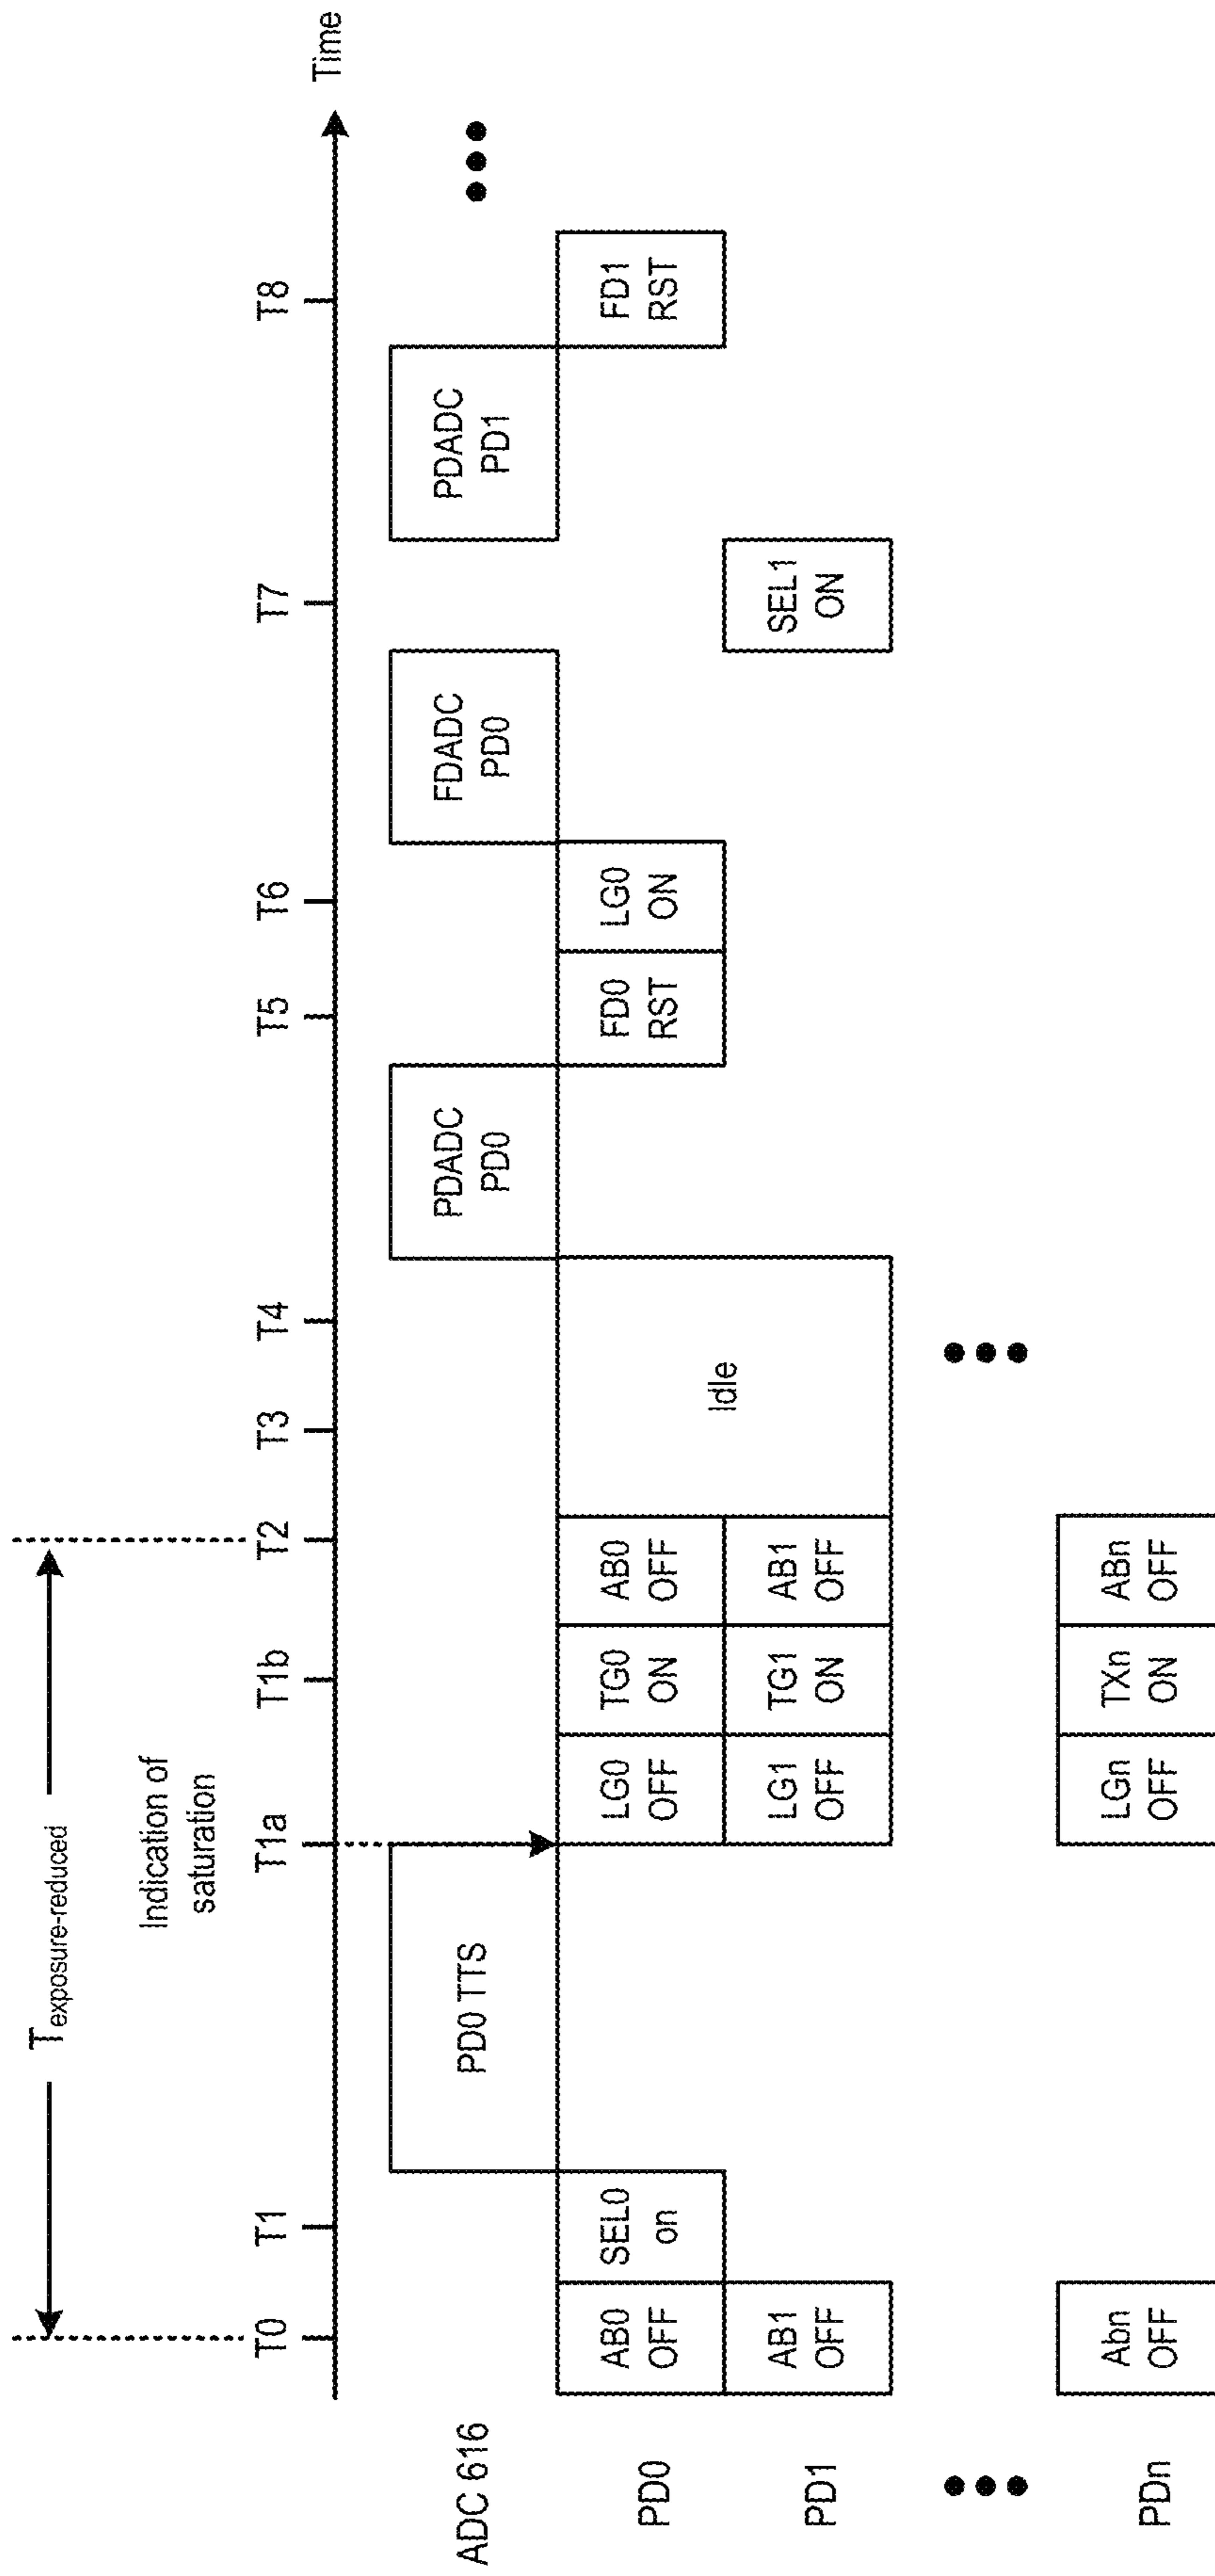 T
exposure-reduced
Indication of
saturation
T0
T1
T1a
T1b
T2
T3
T4
T5
T6
T7
T8
Time
ADC 616
PD0 TTS
PDADC
PD0
FDADC
PD0
PDADC
PD1
PD0
AB0
OFF
SEL0
on
LG0
OFF
TG0
ON
AB0
OFF
Idle
FD0
RST
LG0
ON
FD1
RST
PD1
AB1
OFF
LG1
OFF
TG1
ON
AB1
OFF
SEL1
ON
PDn
Abn
OFF
LGn
OFF
TXn
ON
ABn
OFF